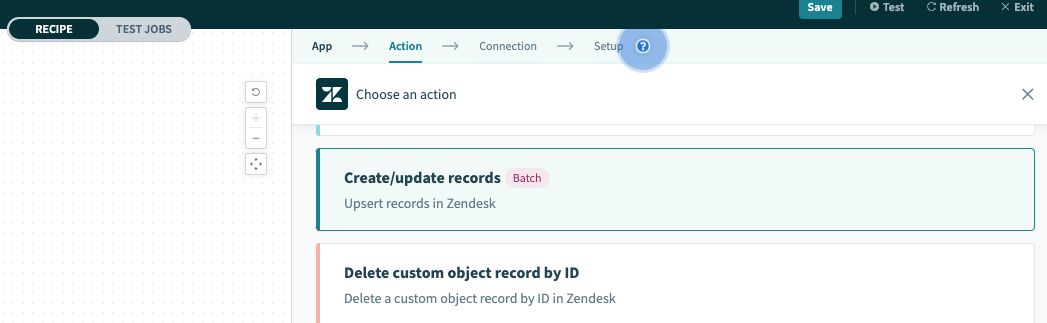 Save Test Refresh Exit
RECIPE TEST JOBS
App Action Connection Setup ?
Choose an action
Create/update records Batch
Upsert records in Zendesk
Delete custom object record by ID
Delete a custom object record by ID in Zendesk